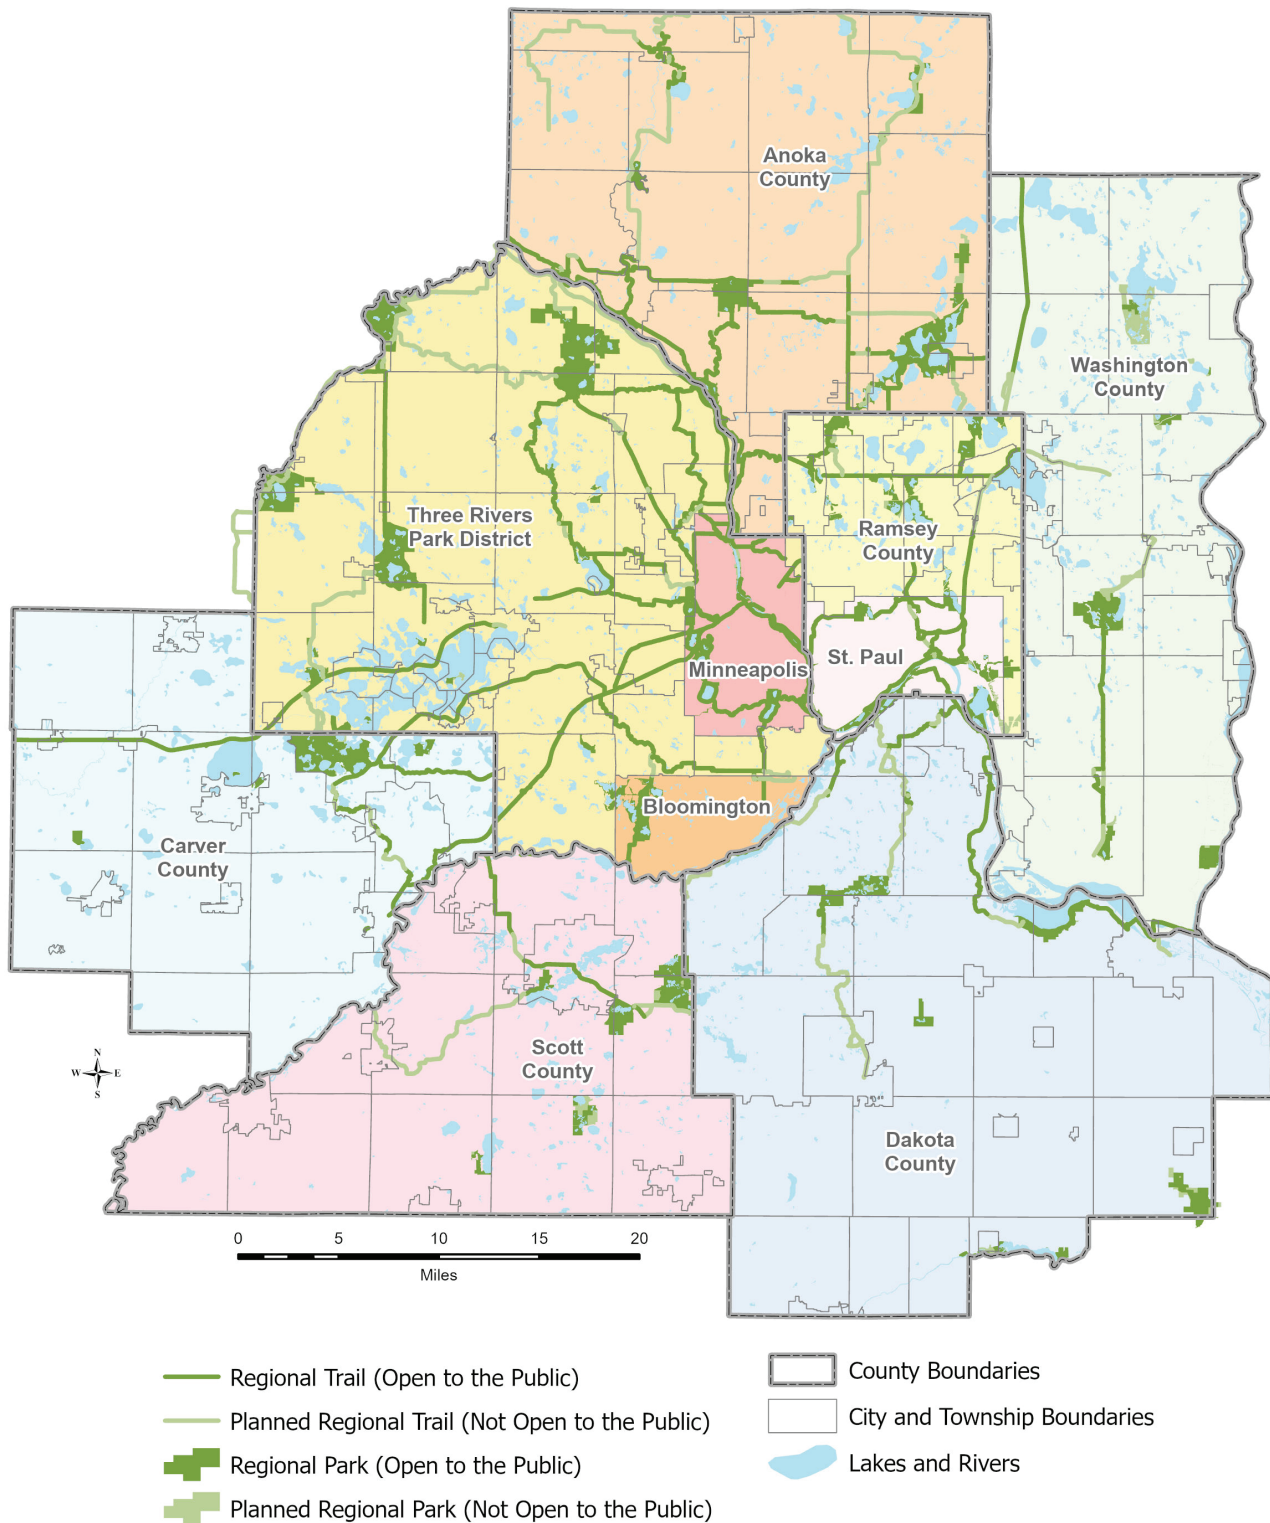 Anoka
County
Washington
County
Three Rivers
Park District
Ramsey
County
St. Paul
Minneapolis
Bloomington
Carver
County
Scott
County
Dakota
County
N
W E
S
0 5 10 15 20
Miles
Regional Trail (Open to the Public)
Planned Regional Trail (Not Open to the Public)
Regional Park (Open to the Public)
Planned Regional Park (Not Open to the Public)
County Boundaries
City and Township Boundaries
Lakes and Rivers